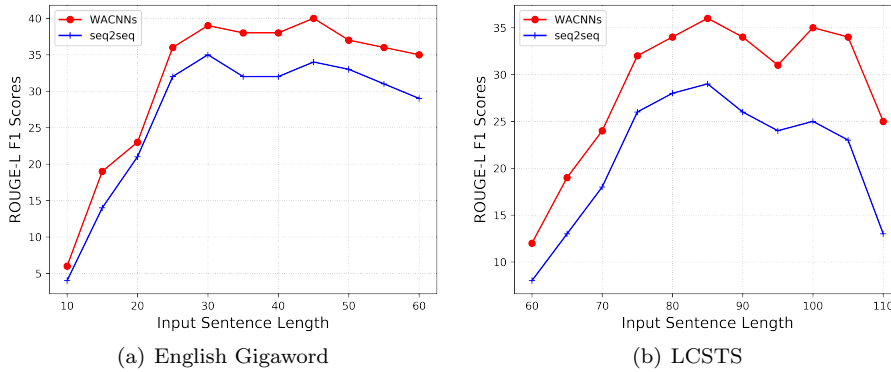 WACNNs
seq2seq
40
35
30
25
20
15
10
5
ROUGE-L F1 Scores
10 20 30 40 50 60
Input Sentence Length
(a) English Gigaword
WACNNs
seq2seq
35
30
25
20
15
10
ROUGE-L F1 Scores
60 70 80 90 100 110
Input Sentence Length
(b) LCSTS